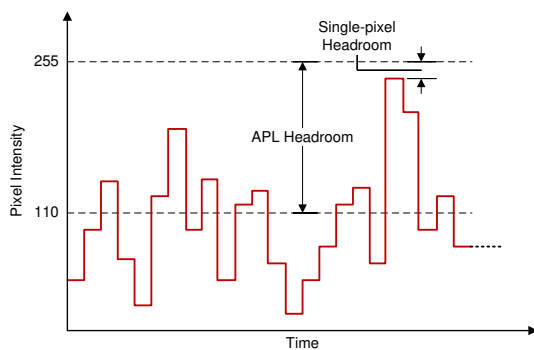 Single-pixel
Headroom
255
APL Headroom
110
Pixel Intensity
Time